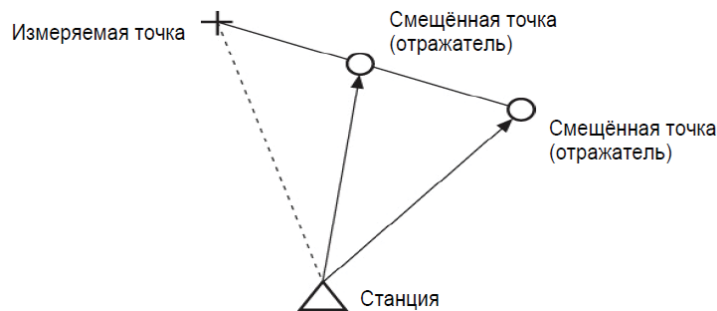 Измеряемая точка
Смещённая точка
(отражатель)
Смещённая точка
(отражатель)
Станция